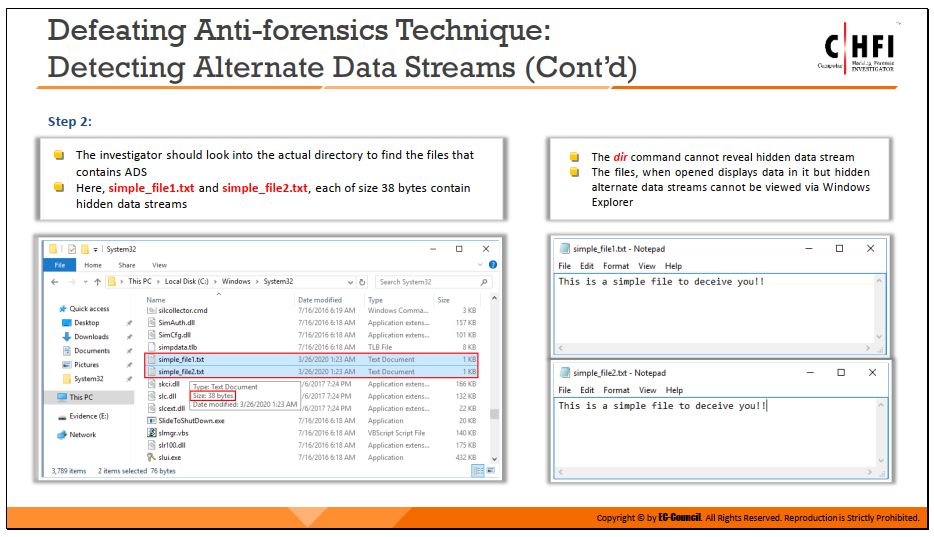 Defeating Anti-forensics Technique:
Detecting Alternate Data Streams (Cont’d)
C HFI
Computer Hacking Forensic
INVESTIGATOR
Step 2:
The investigator should look into the actual directory to find the files that
contains ADS
Here, simple_file1.txt and simple_file2.txt, each of size 38 bytes contain
hidden data streams
The dir command cannot reveal hidden data stream
The files, when opened displays data in it but hidden
alternate data streams cannot be viewed via Windows
Explorer
System32
File Home Share View
This PC > Local Disk (C:) > Windows > System32
Search System32
Quick access
Desktop
Downloads
Documents
Pictures
System32
This PC
Evidence (E:)
Network
Name Date modified Type Size
silcollector.cmd 7/16/2016 6:19 AM Windows Comma... 3 KB
SimAuth.dll 7/16/2016 6:18 AM Application extens... 157 KB
SimCfg.dll 7/16/2016 6:18 AM Application extens... 101 KB
simpdata.tlb 7/16/2016 6:18 AM TLB File 8 KB
simple_file1.txt 3/26/2020 1:23 AM Text Document 1 KB
simple_file2.txt 3/26/2020 1:23 AM Text Document 1 KB
slcci.dll /6/2017 7:24 PM Application extens... 166 KB
slc.dll /6/2017 7:24 PM Application extens... 132 KB
slcext.dll /6/2017 7:24 PM Application extens... 22 KB
SlideToShutDown.exe 7/16/2016 6:18 AM Application 20 KB
slmgr.vbs 7/16/2016 6:18 AM VBScript Script File 140 KB
slr100.dll 7/16/2016 6:18 AM Application extens... 175 KB
slui.exe 7/16/2016 6:18 AM Application 432 KB
Type: Text Document
Size: 38 bytes
Date modified: 3/26/2020 1:23 AM
3,789 items 2 items selected 76 bytes
simple_file1.txt - Notepad
File Edit Format View Help
This is a simple file to deceive you!!
simple_file2.txt - Notepad
File Edit Format View Help
This is a simple file to deceive you!!
Copyright © by EC-Council. All Rights Reserved. Reproduction is Strictly Prohibited.